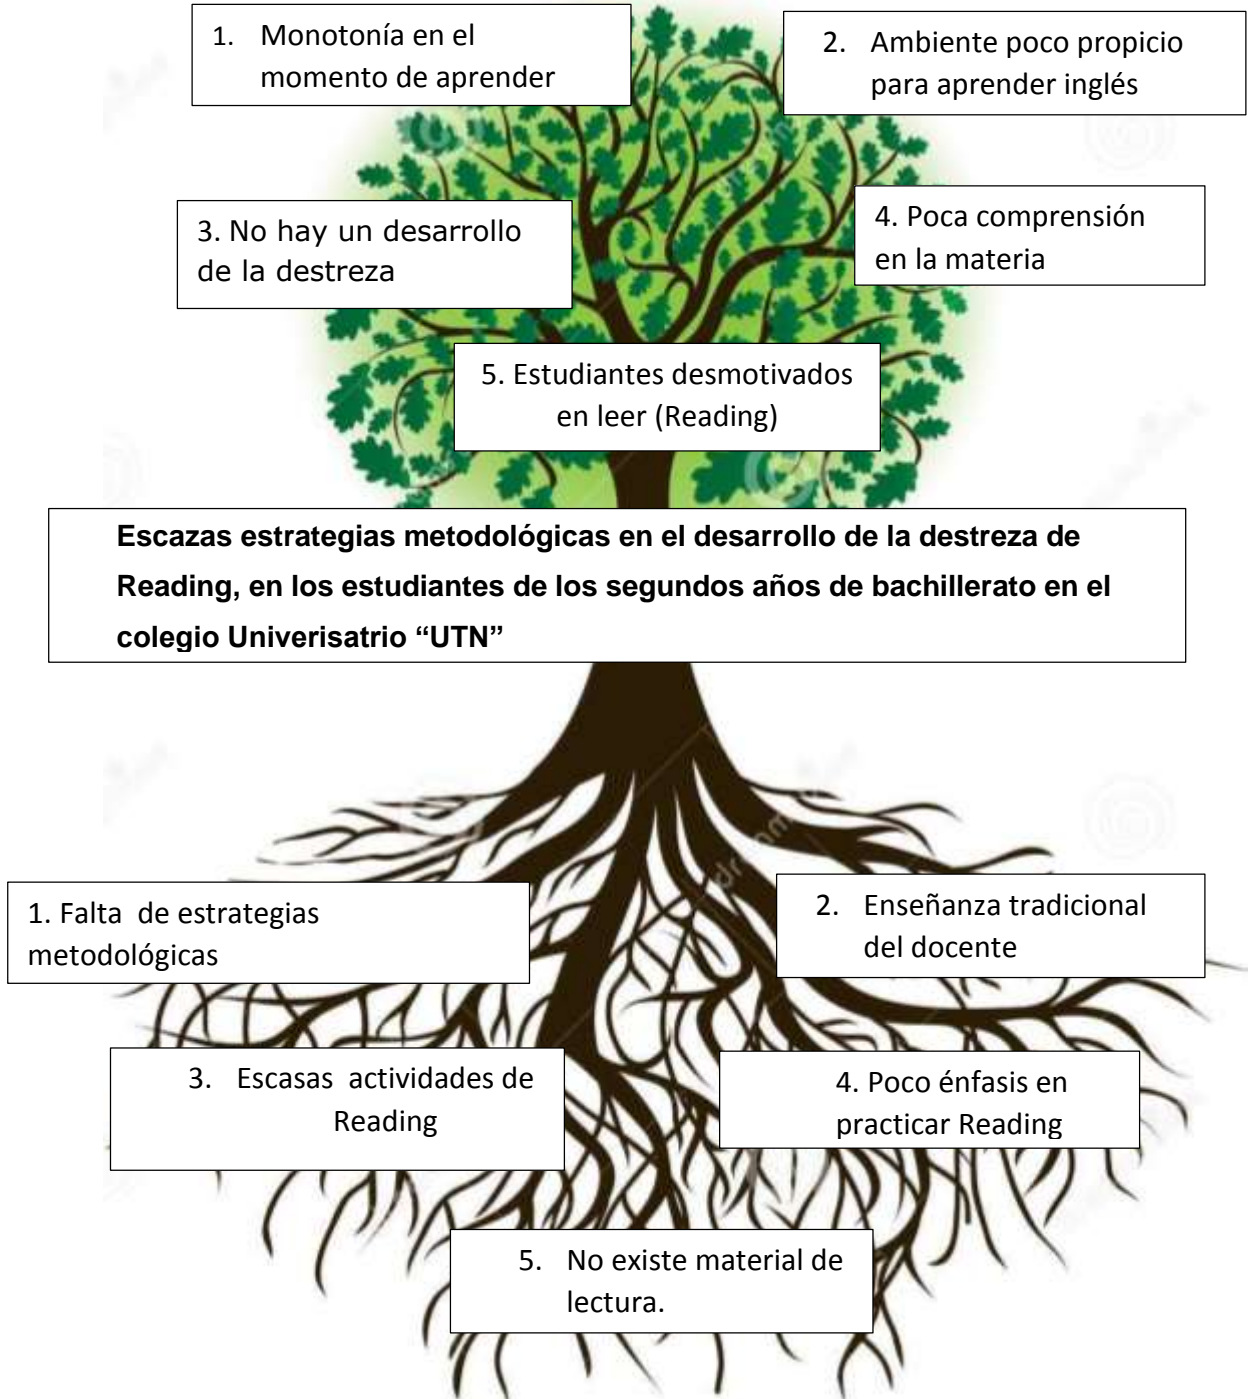 1. Monotonía en el
momento de aprender
2. Ambiente poco propicio
para aprender inglés
3. No hay un desarrollo
de la destreza
4. Poca comprensión
en la materia
5. Estudiantes desmotivados
en leer (Reading)
Escazas estrategias metodológicas en el desarrollo de la destreza de
Reading, en los estudiantes de los segundos años de bachillerato en el
colegio Univerisatrio “UTN”
1. Falta de estrategias
metodológicas
2. Enseñanza tradicional
del docente
3. Escasas actividades de
Reading
4. Poco énfasis en
practicar Reading
5. No existe material de
lectura.